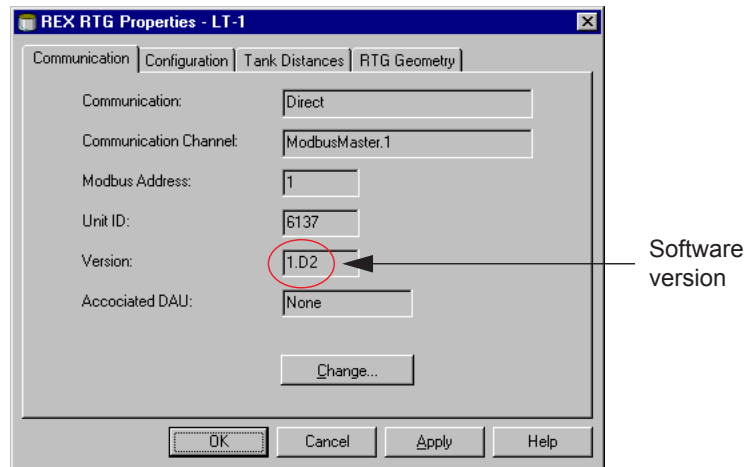 REX RTG Properties - LT-1
Communication Configuration Tank Distances RTG Geometry
Communication: Direct
Communication Channel: ModbusMaster.1
Modbus Address: 1
Unit ID: 6137
Version: 1.D2
Software
version
Accociated DAU: None
Change...
OK Cancel Apply Help